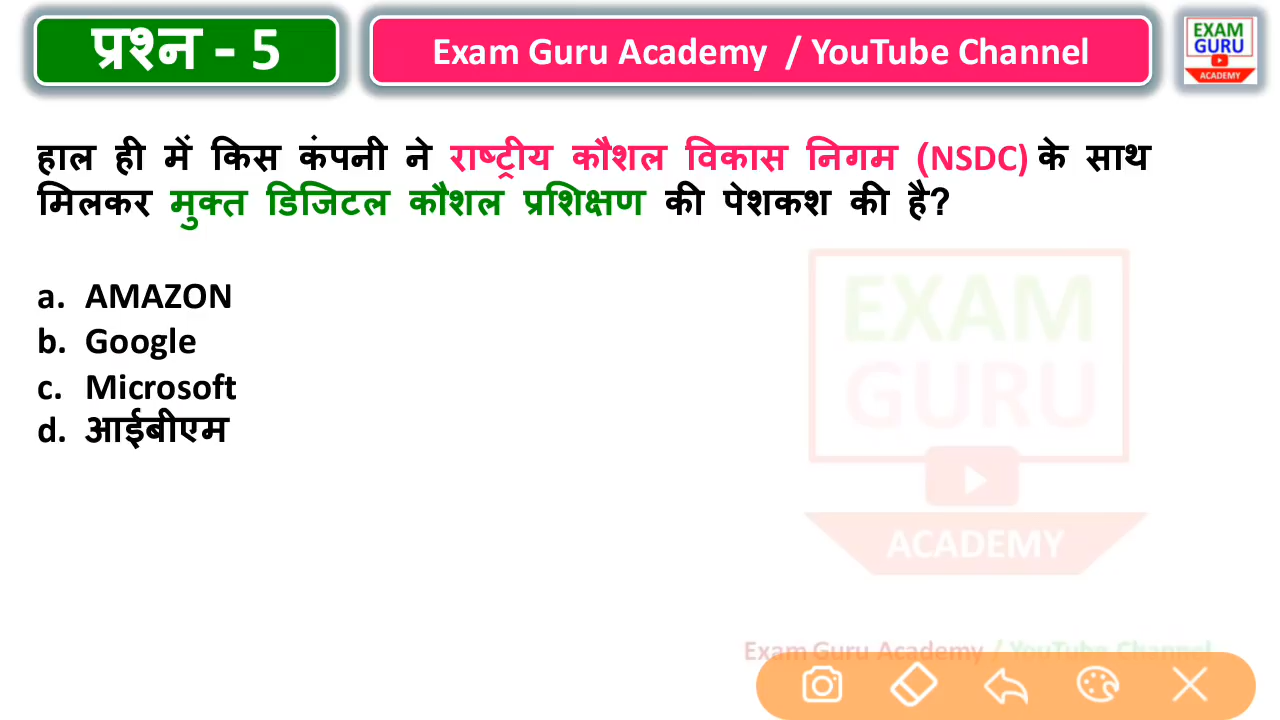 प्रश्न - 5
Exam Guru Academy / YouTube Channel
EXAM
GURU
ACADEMY
हाल ही में किस कंपनी ने राष्ट्रीय कौशल विकास निगम (NSDC) के साथ
मिलकर मुक्त डिजिटल कौशल प्रशिक्षण की पेशकश की है?
a. AMAZON
b. Google
c. Microsoft
d. आईबीएम
EXAM
GURU
ACADEMY
Exam Guru Academy / YouTube Channel